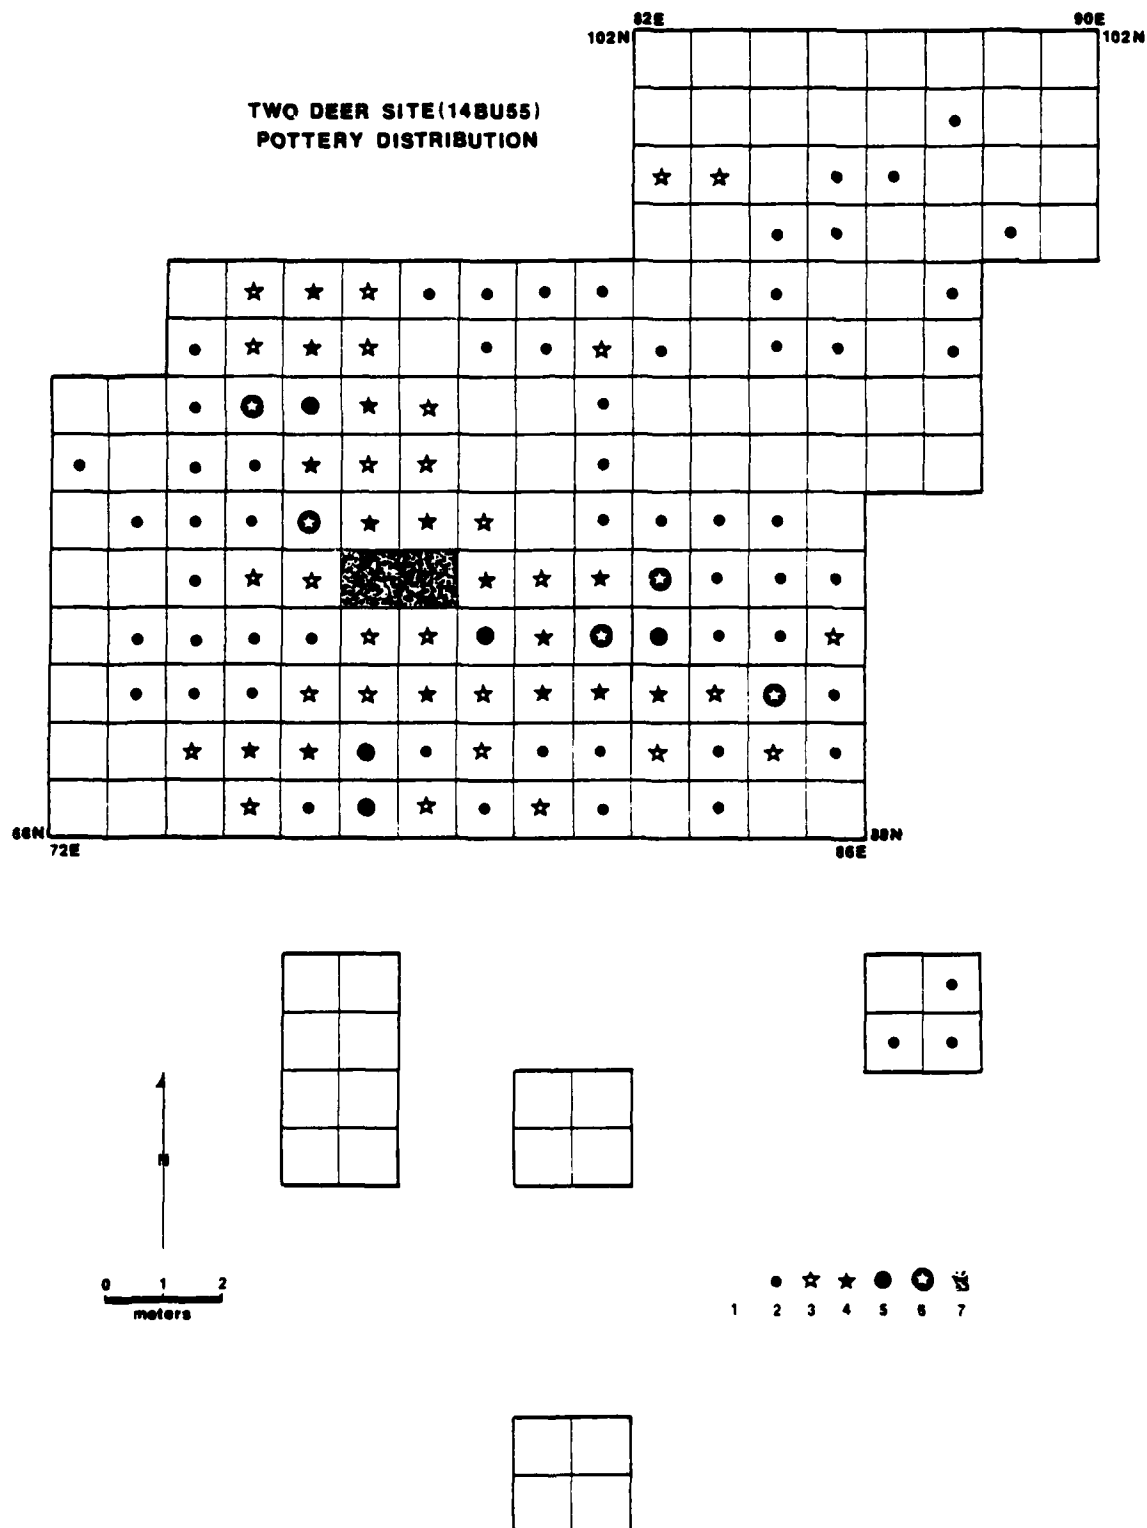 82E 90E
102N 102N
TWO DEER SITE(14BU55)
POTTERY DISTRIBUTION
88N 88N
72E 86E
N
0 1 2
meters
1 2 3 4 5 6 7